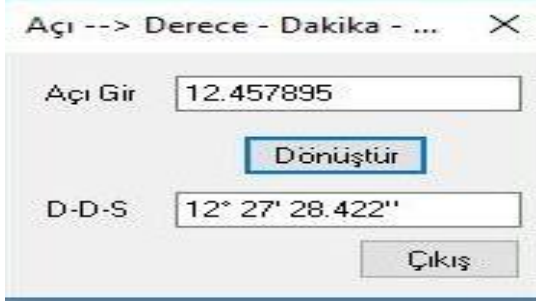 Açı --> Derece - Dakika - ...
Açı Gir 12.457895
Dönüştür
D-D-S 12° 27' 28.422''
Çıkış